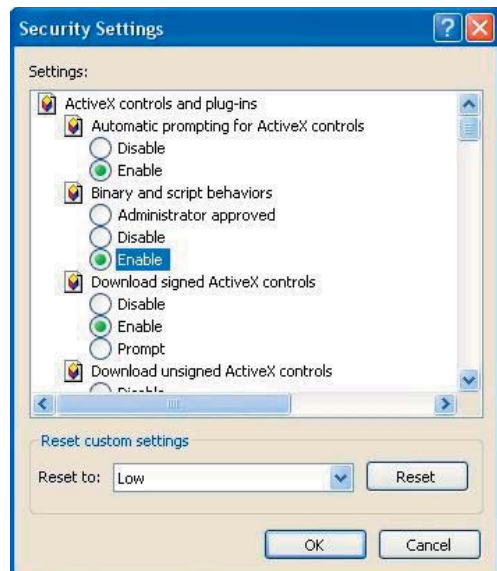 Security Settings
Settings:
ActiveX controls and plug-ins
Automatic prompting for ActiveX controls
Disable
Enable
Binary and script behaviors
Administrator approved
Disable
Enable
Download signed ActiveX controls
Disable
Enable
Prompt
Download unsigned ActiveX controls
Disable
Reset custom settings
Reset to: Low Reset
OK Cancel